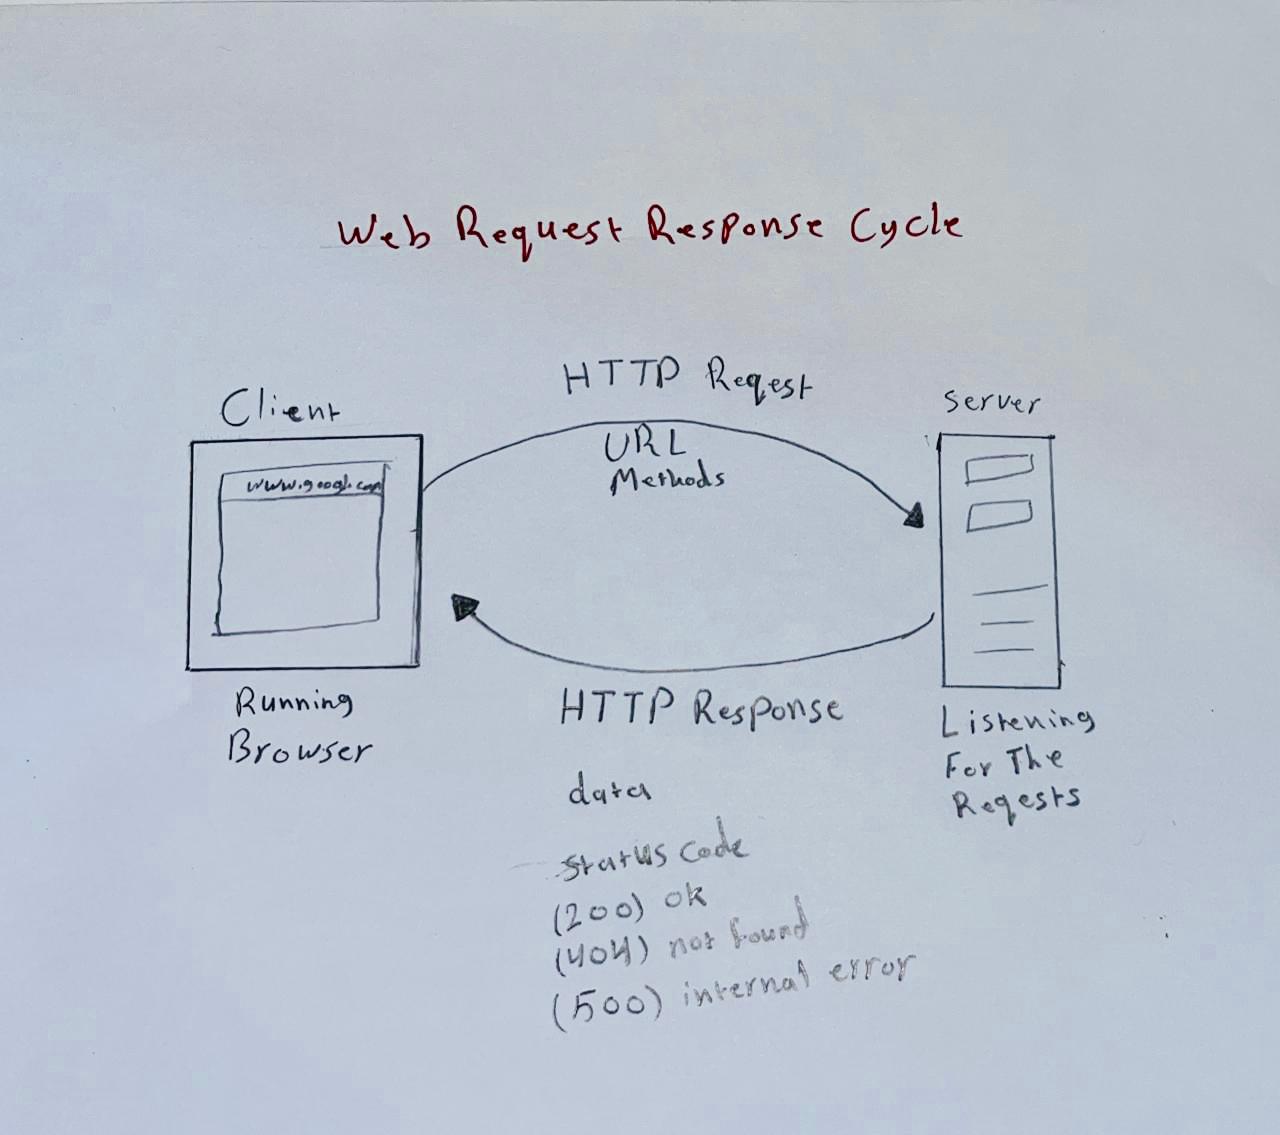 Web Request Response Cycle
HTTP Reqest
Client
Server
URL
Methods
www.googl.com
Running
Browser
HTTP Response
Listening
For The
Reqests
data
Status Code
(200) ok
(404) not found
(500) internal error